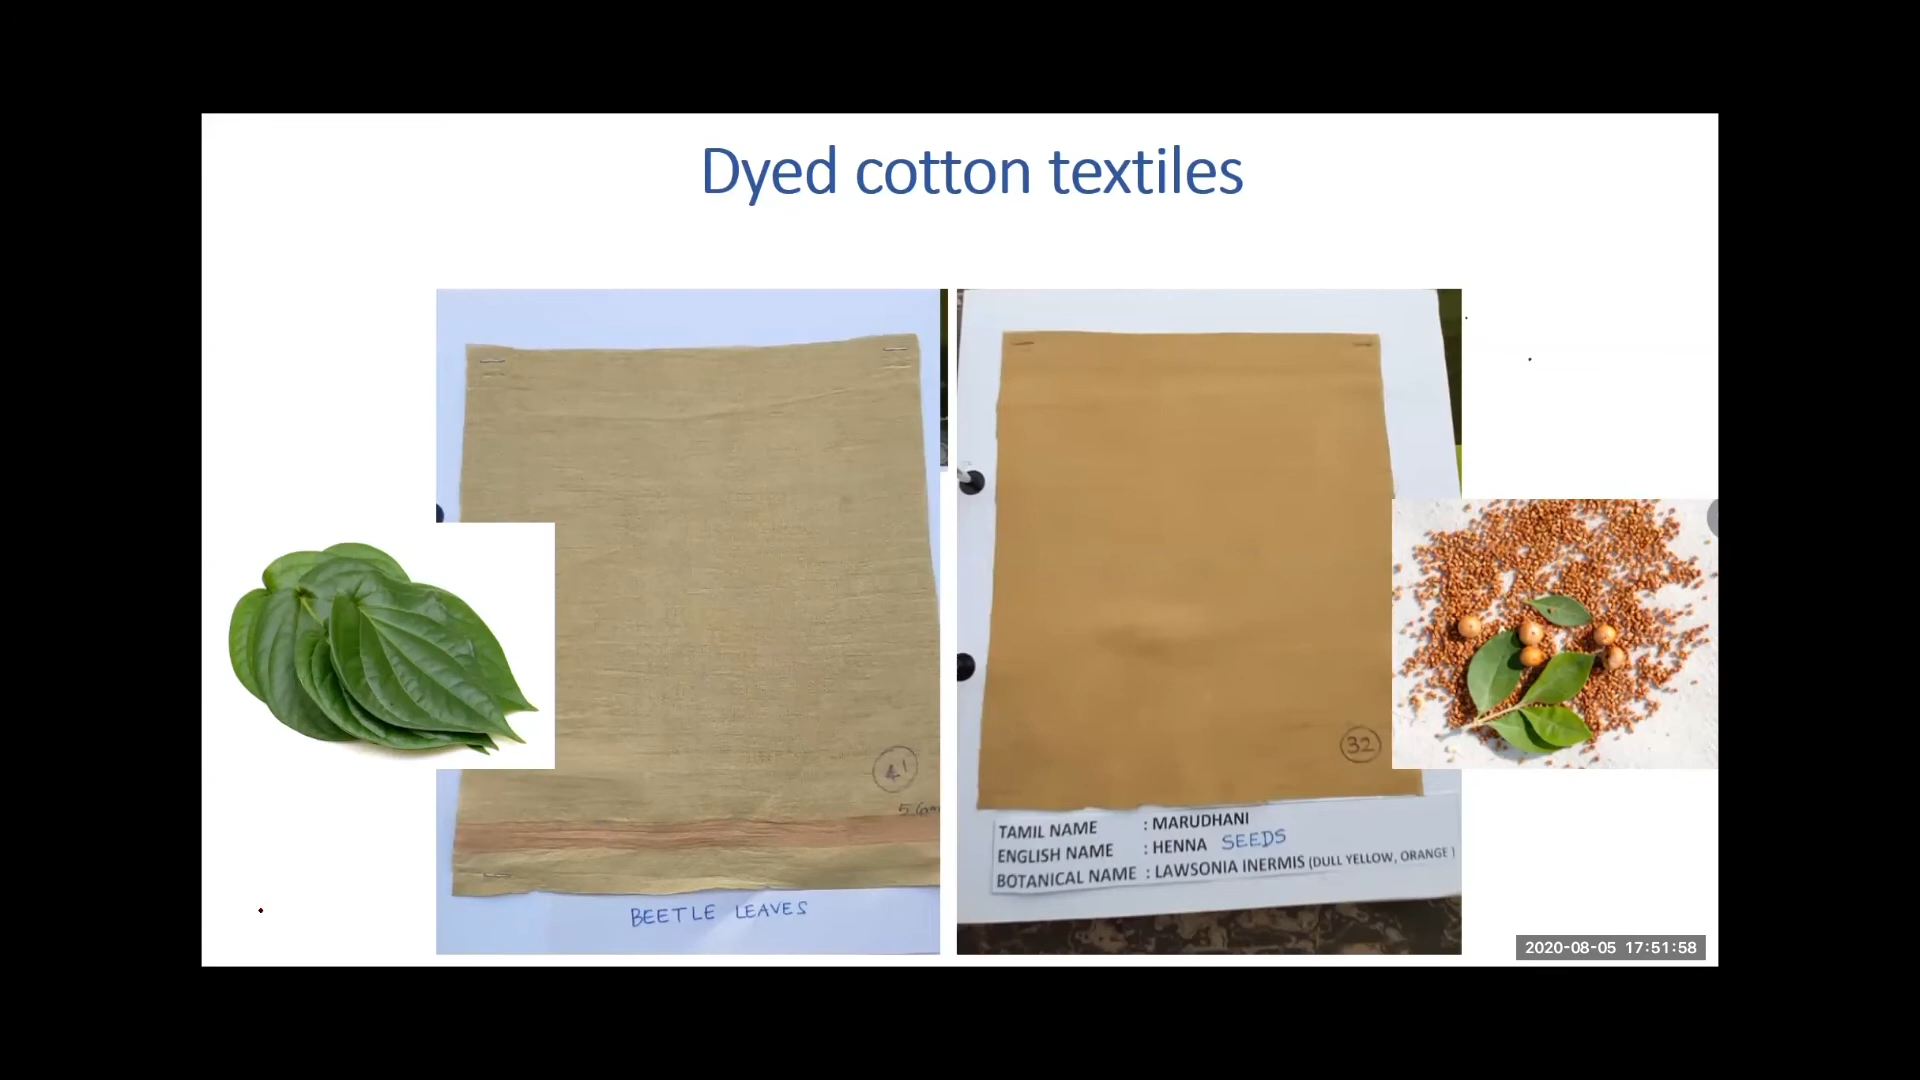 Dyed cotton textiles
41
BEETLE LEAVES
32
TAMIL NAME : MARUDHANI
ENGLISH NAME : HENNA SEEDS
BOTANICAL NAME : LAWSONIA INERMIS (DULL YELLOW, ORANGE )
2020-08-05 17:51:58